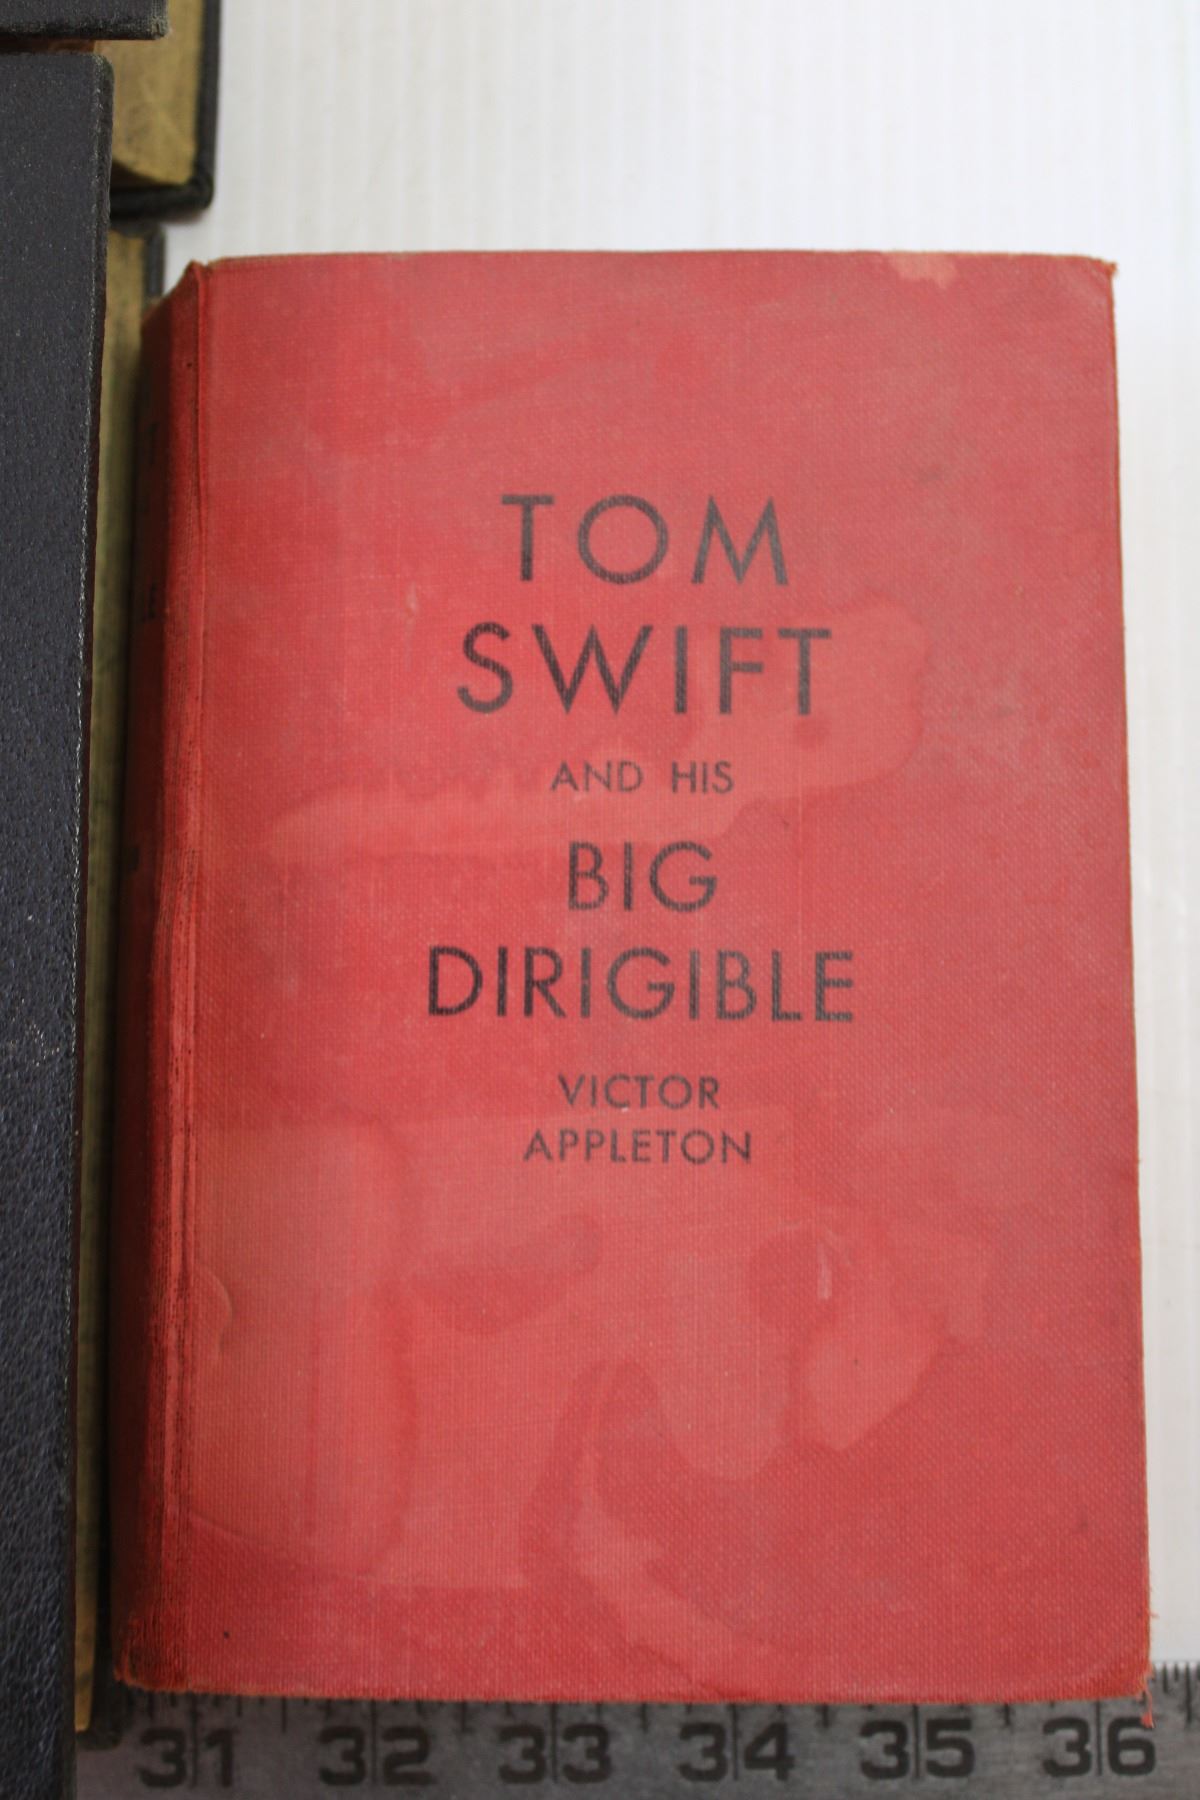 TOM
SWIFT
AND HIS
BIG
DIRIGIBLE
VICTOR
APPLETON
31 32 33 34 35 36